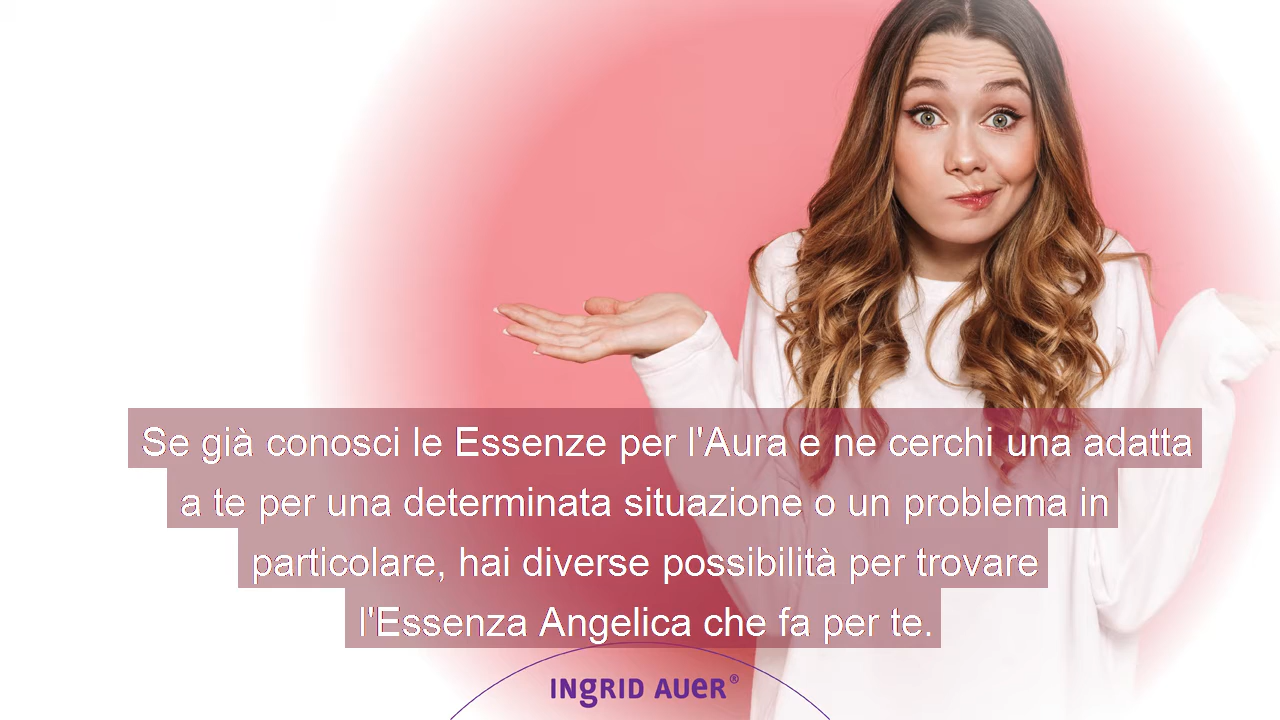 Se già conosci le Essenze per l'Aura e ne cerchi una adatta
a te per una determinata situazione o un problema in
particolare, hai diverse possibilità per trovare
l'Essenza Angelica che fa per te.
INGRID AUER®